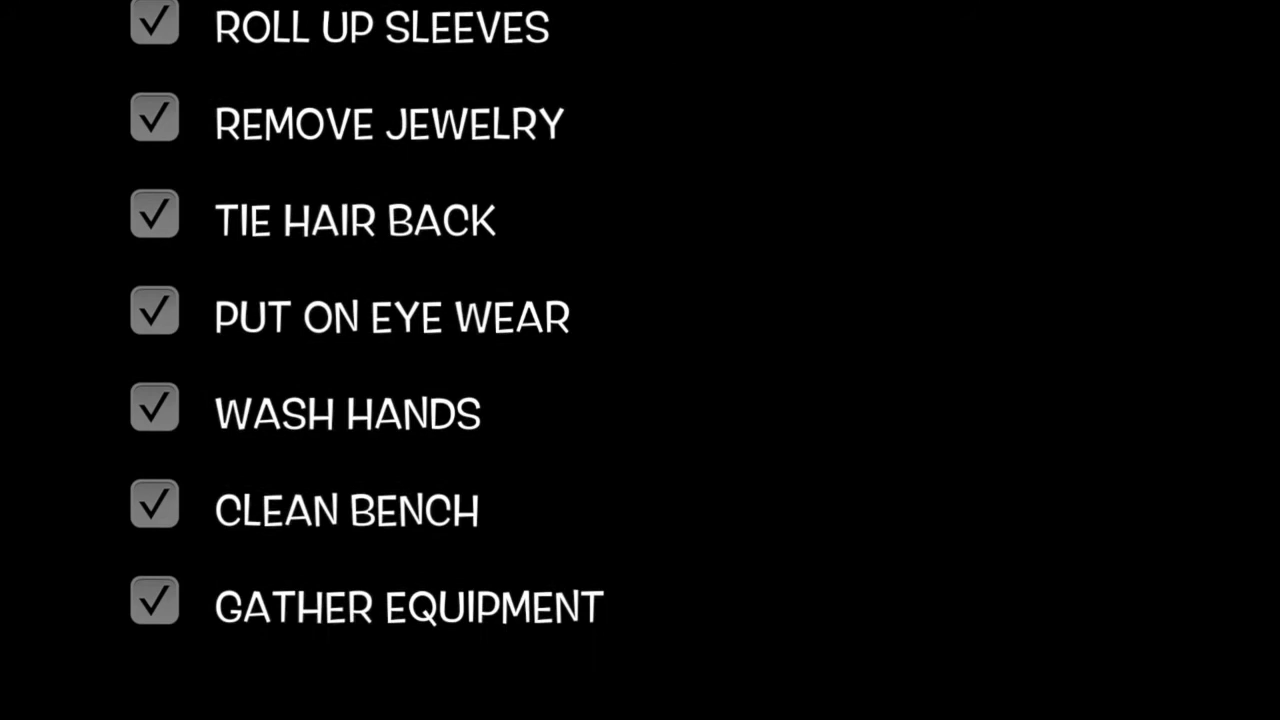 ROLL UP SLEEVES
REMOVE JEWELRY
TIE HAIR BACK
PUT ON EYE WEAR
WASH HANDS
CLEAN BENCH
GATHER EQUIPMENT